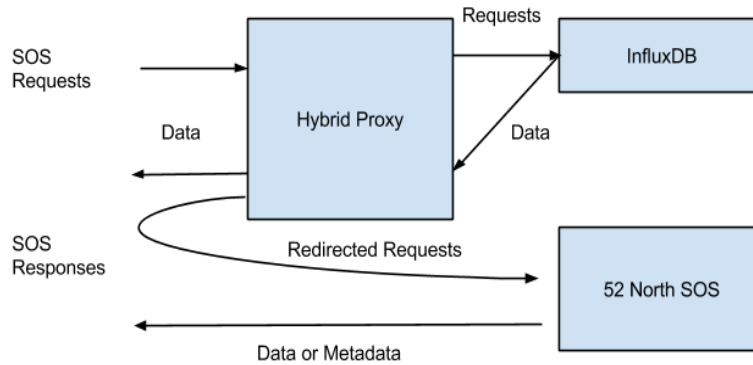 Requests
SOS
Requests
InfluxDB
Hybrid Proxy
Data
Data
SOS
Responses
Redirected Requests
52 North SOS
Data or Metadata